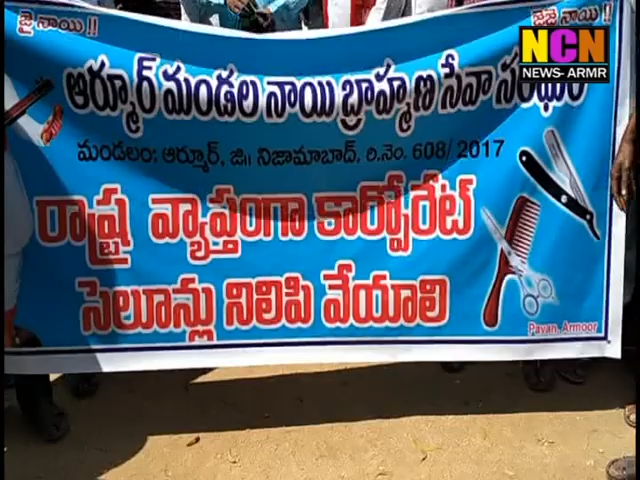 జై నాయి !!
జైజై నాయి !!
NCN
NEWS-ARMR
ఆర్మూర్ మండల నాయి బ్రాహ్మణ సేవా సంఘం
మండలం: ఆర్మూర్, జి॥ నిజామాబాద్. రి.నెం. 608/2017
రాష్ట్ర వ్యాప్తంగా కార్పోరేట్
సెలూన్లు నిలిపి వేయాలి
Pavan, Armoor